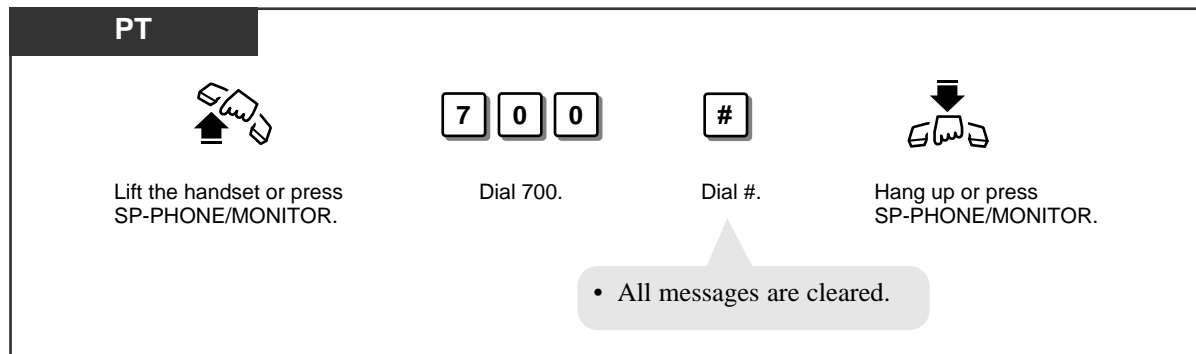 PT
7 0 0 #
Lift the handset or press
SP-PHONE/MONITOR.
Dial 700.
Dial #.
Hang up or press
SP-PHONE/MONITOR.
• All messages are cleared.